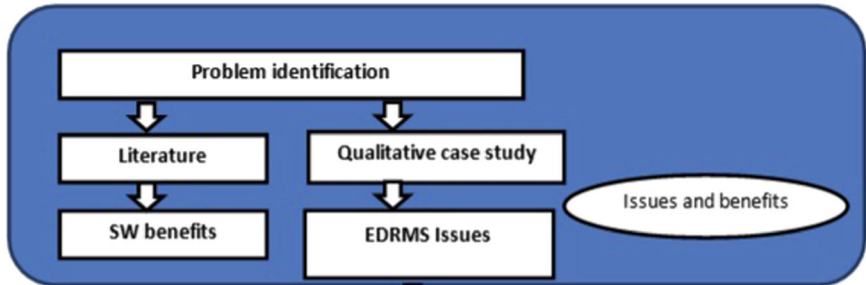 Problem identification
Literature
Qualitative case study
Issues and benefits
SW benefits
EDRMS Issues